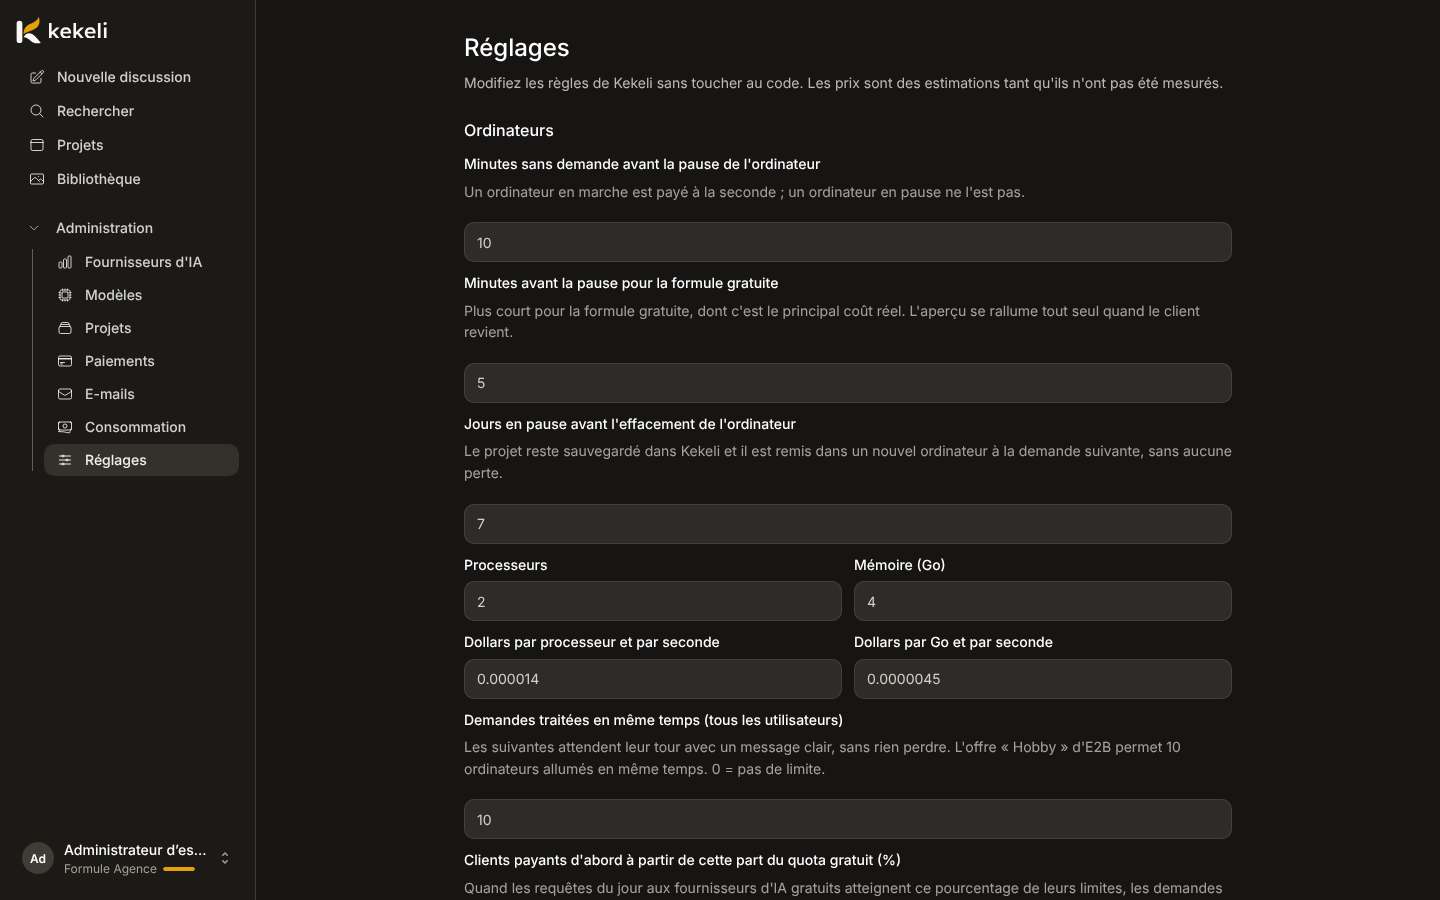 kekeli
Nouvelle discussion
Rechercher
Projets
Bibliothèque
Administration
Fournisseurs d'IA
Modèles
Projets
Paiements
E-mails
Consommation
Réglages
Ad
Administrateur d'es...
Formule Agence
Réglages
Modifiez les règles de Kekeli sans toucher au code. Les prix sont des estimations tant qu'ils n'ont pas été mesurés.
Ordinateurs
Minutes sans demande avant la pause de l'ordinateur
Un ordinateur en marche est payé à la seconde ; un ordinateur en pause ne l'est pas.
10
Minutes avant la pause pour la formule gratuite
Plus court pour la formule gratuite, dont c'est le principal coût réel. L'aperçu se rallume tout seul quand le client
revient.
5
Jours en pause avant l'effacement de l'ordinateur
Le projet reste sauvegardé dans Kekeli et il est remis dans un nouvel ordinateur à la demande suivante, sans aucune
perte.
7
Processeurs
Mémoire (Go)
2
4
Dollars par processeur et par seconde
Dollars par Go et par seconde
0.000014
0.0000045
Demandes traitées en même temps (tous les utilisateurs)
Les suivantes attendent leur tour avec un message clair, sans rien perdre. L'offre « Hobby » d'E2B permet 10
ordinateurs allumés en même temps. 0 = pas de limite.
10
Clients payants d'abord à partir de cette part du quota gratuit (%)
Quand les requêtes du jour aux fournisseurs d'IA gratuits atteignent ce pourcentage de leurs limites, les demandes